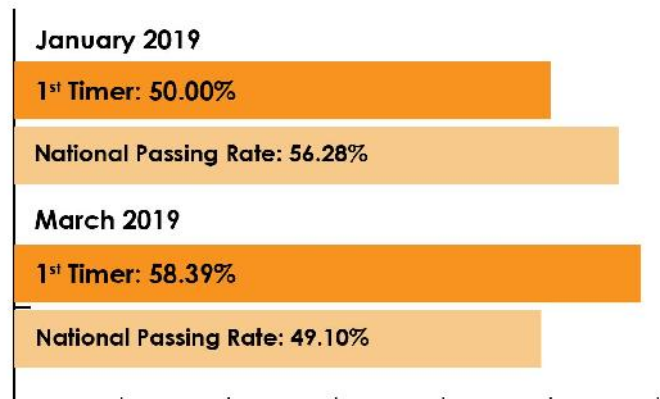 January 2019
1st Timer: 50.00%
National Passing Rate: 56.28%
March 2019
1st Timer: 58.39%
National Passing Rate: 49.10%